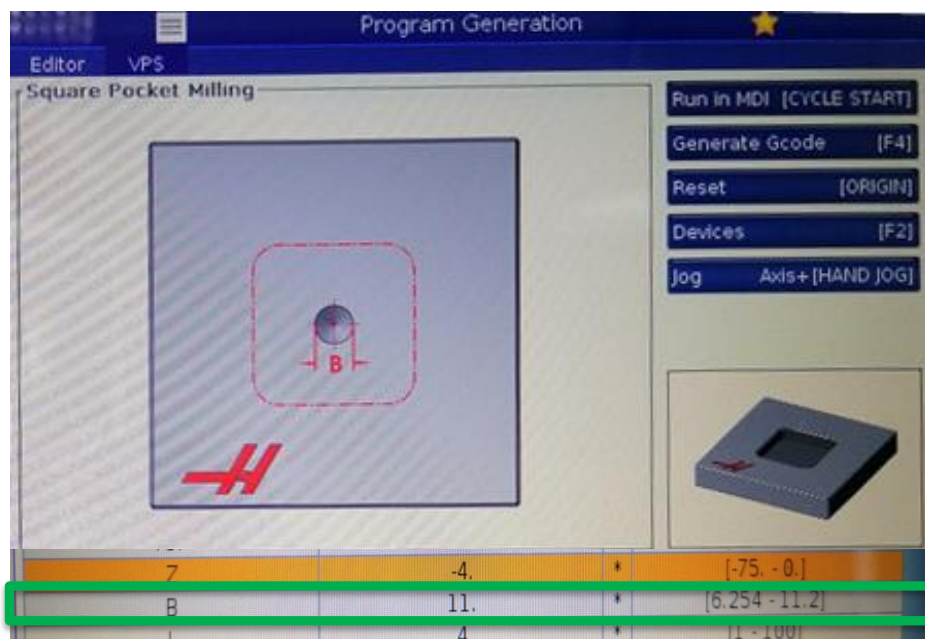 Program Generation
Editor VPS
Square Pocket Milling
Run in MDI [CYCLE START]
Generate Gcode [F4]
Reset [ORIGIN]
Devices [F2]
Jog Axis+[HAND JOG]
B
H
Z -4. * [-75. - 0.]
B 11. * [6.254 - 11.2]
4 * [1 - 100]